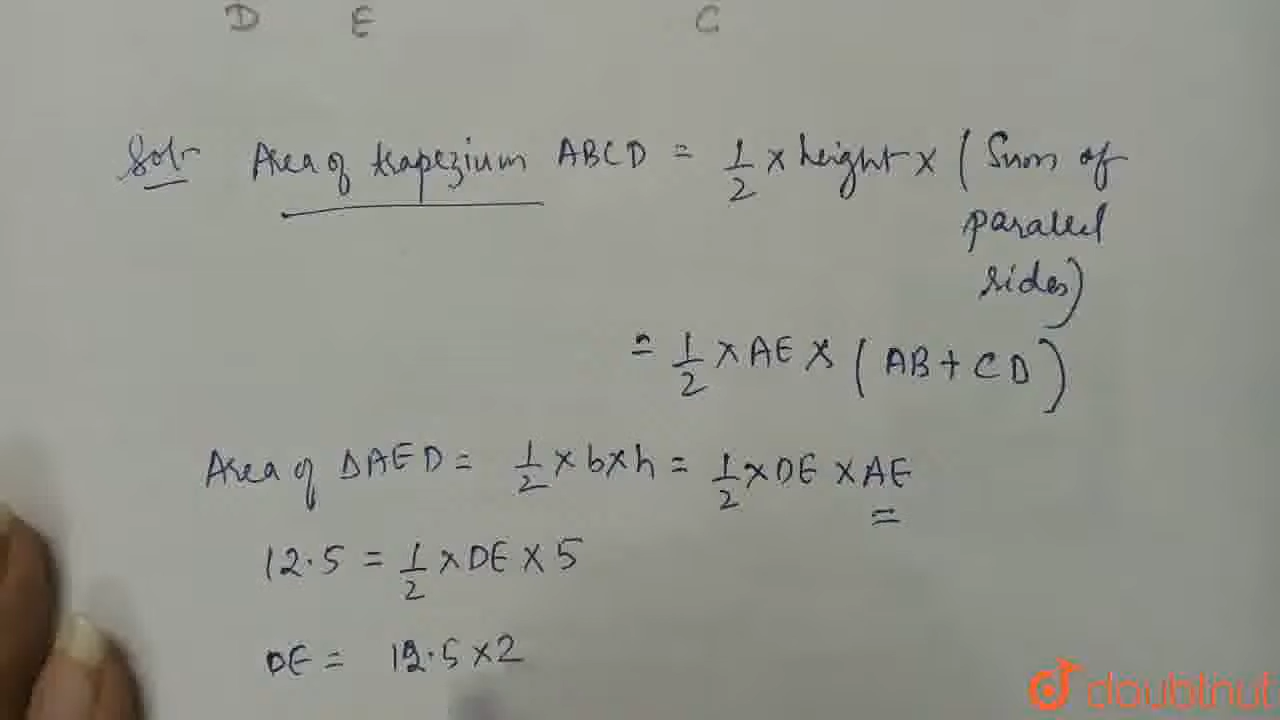 D E C
Sol:- Area of trapezium ABCD = 1/2 × height × (Sum of
parallel
sides)
= 1/2 × AE × (AB + CD)
Area of ΔAED = 1/2 × b × h = 1/2 × DE × AE
12.5 = 1/2 × DE × 5
DE = 12.5 × 2
doubtnut